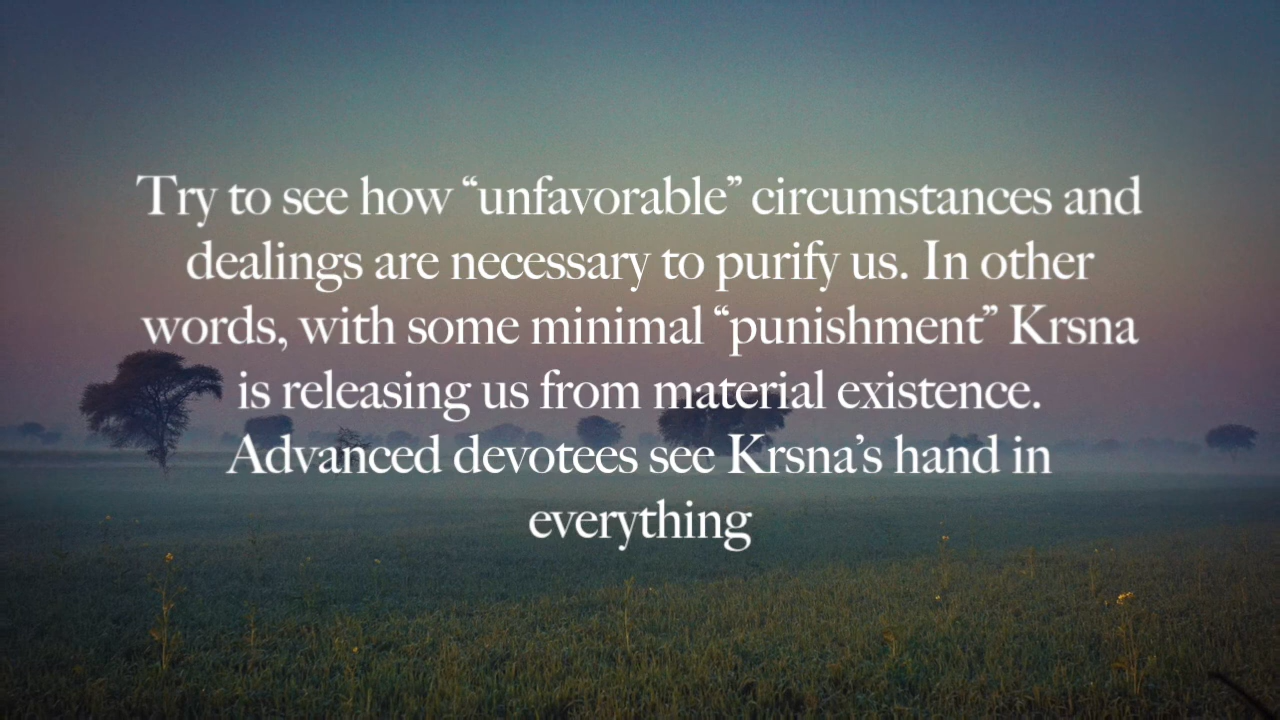 Try to see how “unfavorable” circumstances and
dealings are necessary to purify us. In other
words, with some minimal “punishment” Krsna
is releasing us from material existence.
Advanced devotees see Krsna’s hand in
everything